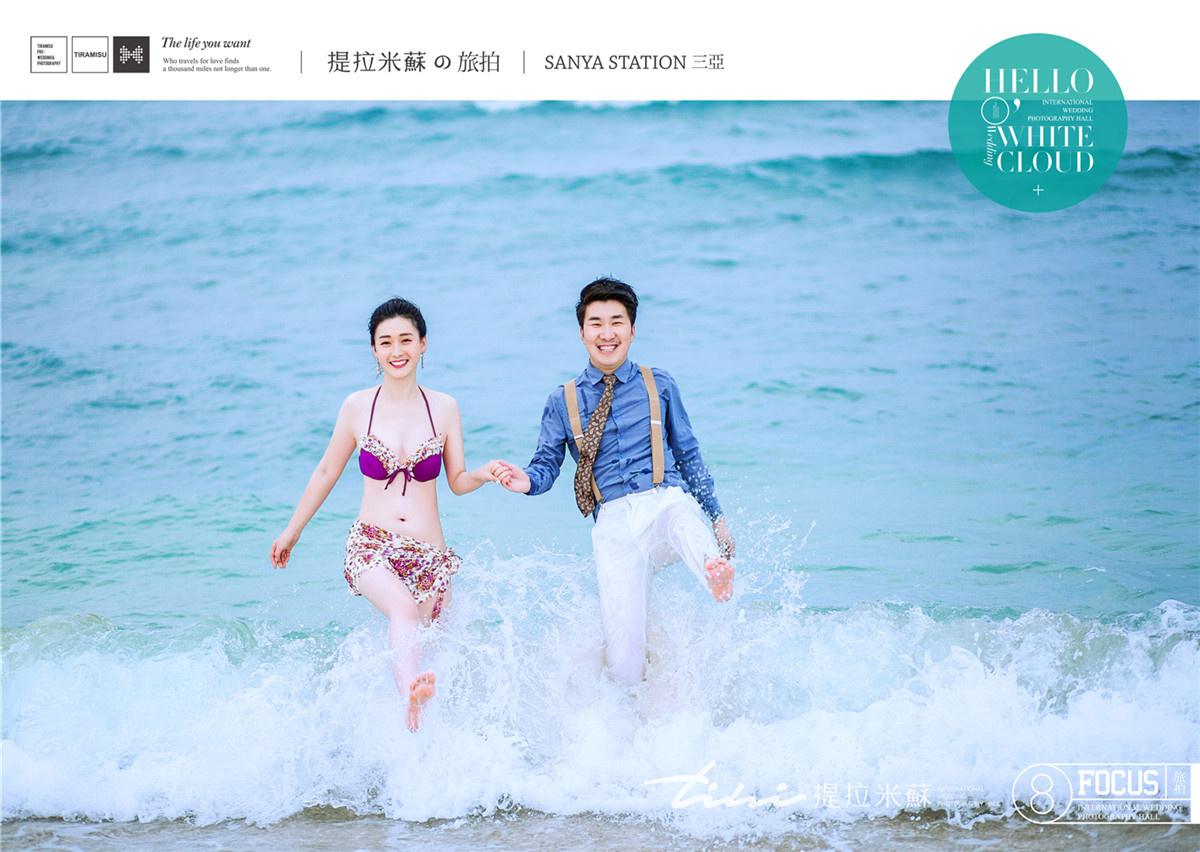 TIRAMISU
PRE-
WEDDING&
PHOTOGRAPHY
TIRAMISU
The life you want
Who travels for love finds
a thousand miles not longer than one.
提拉米蘇の旅拍
SANYA STATION 三亞
HELLO
O'
INTERNATIONAL
WEDDING
PHOTOGRAPHY HALL
Wedding
WHITE
CLOUD
+
提拉米蘇
INTERNATIONAL
8
FOCUS
旅拍
INTERNATIONAL WEDDING
PHOTOGRAPHY HALL